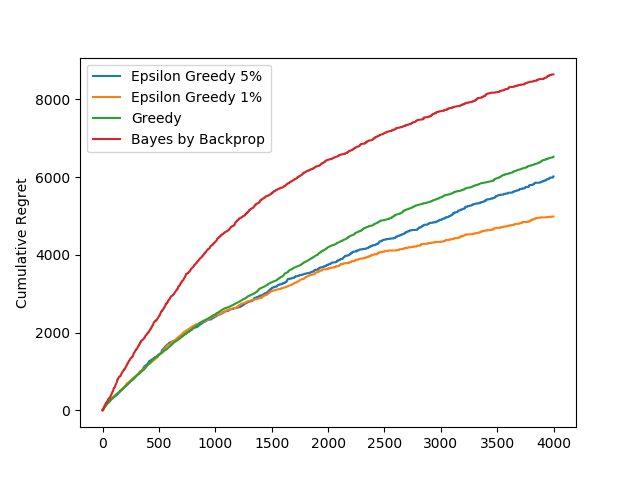 Epsilon Greedy 5%
Epsilon Greedy 1%
Greedy
Bayes by Backprop
Cumulative Regret
8000
6000
4000
2000
0
0 500 1000 1500 2000 2500 3000 3500 4000